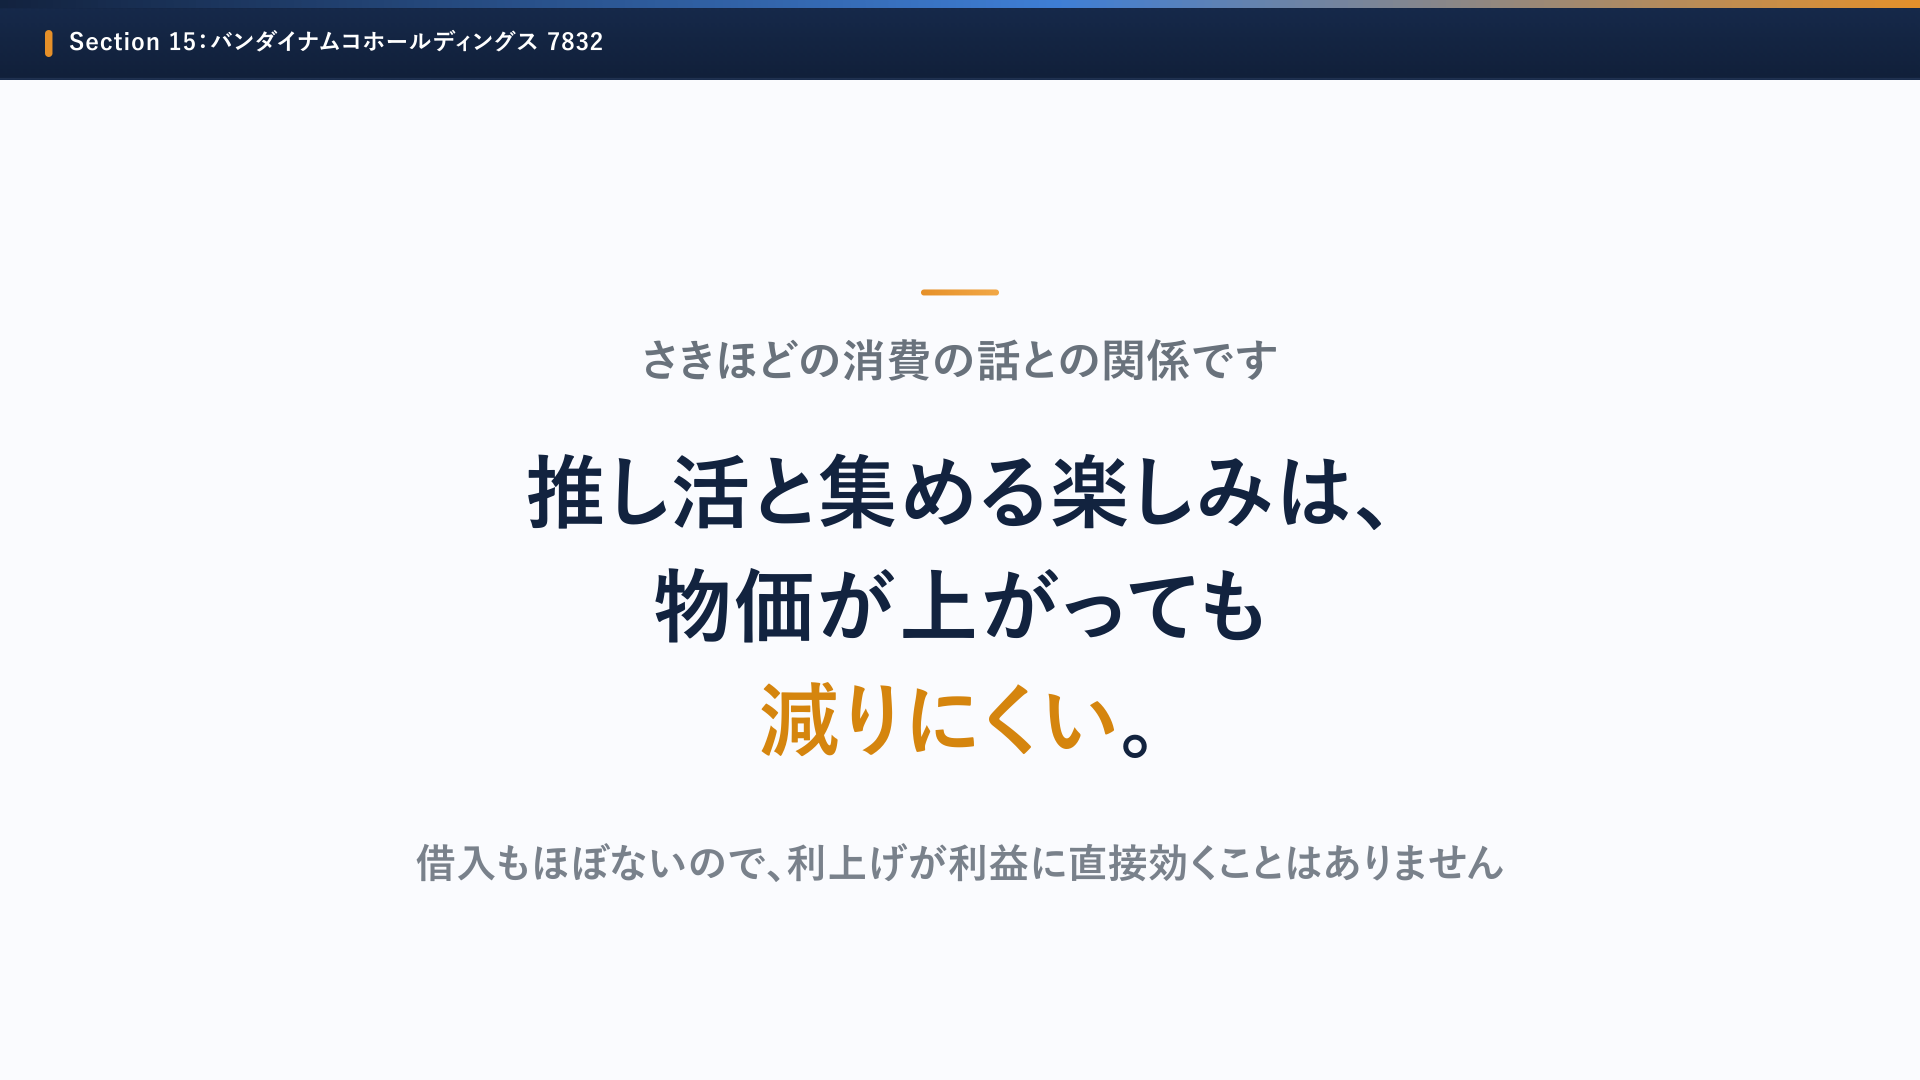 Section 15：バンダイナムコホールディングス 7832
さきほどの消費の話との関係です
推し活と集める楽しみは、
物価が上がっても
減りにくい。
借入もほぼないので、利上げが利益に直接効くことはありません